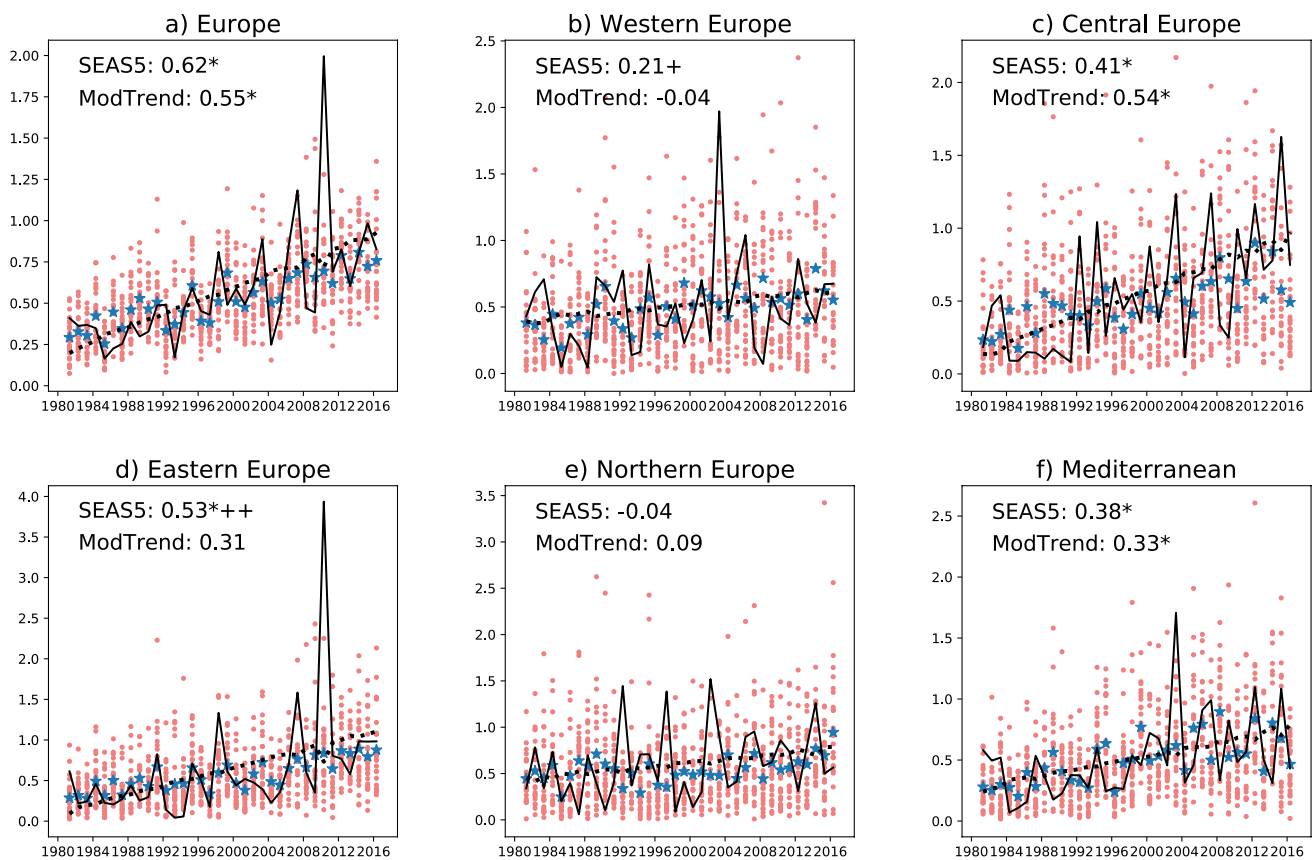 a) Europe
SEAS5: 0.62*
ModTrend: 0.55*
2.00
1.75
1.50
1.25
1.00
0.75
0.50
0.25
0.00
1980 1984 1988 1992 1996 2000 2004 2008 2012 2016
b) Western Europe
SEAS5: 0.21+
ModTrend: -0.04
2.5
2.0
1.5
1.0
0.5
0.0
1980 1984 1988 1992 1996 2000 2004 2008 2012 2016
c) Central Europe
SEAS5: 0.41*
ModTrend: 0.54*
2.0
1.5
1.0
0.5
0.0
1980 1984 1988 1992 1996 2000 2004 2008 2012 2016
d) Eastern Europe
SEAS5: 0.53*++
ModTrend: 0.31
4.0
3.5
3.0
2.5
2.0
1.5
1.0
0.5
0.0
1980 1984 1988 1992 1996 2000 2004 2008 2012 2016
e) Northern Europe
SEAS5: -0.04
ModTrend: 0.09
3.5
3.0
2.5
2.0
1.5
1.0
0.5
0.0
1980 1984 1988 1992 1996 2000 2004 2008 2012 2016
f) Mediterranean
SEAS5: 0.38*
ModTrend: 0.33*
2.5
2.0
1.5
1.0
0.5
0.0
1980 1984 1988 1992 1996 2000 2004 2008 2012 2016